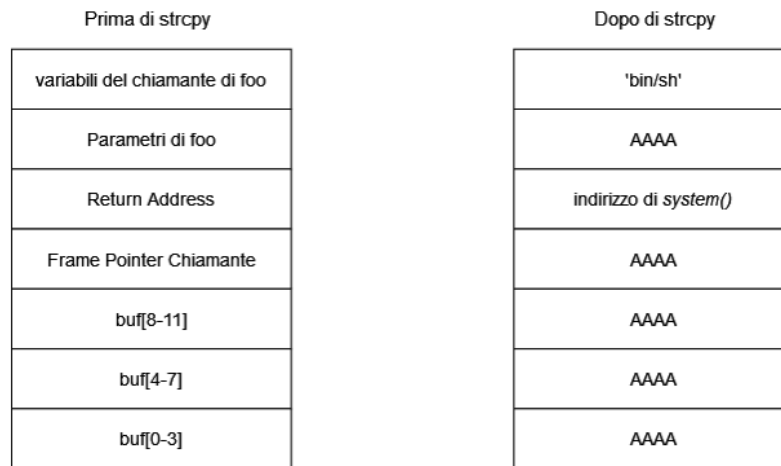 Prima di strcpy
variabili del chiamante di foo
Parametri di foo
Return Address
Frame Pointer Chiamante
buf[8-11]
buf[4-7]
buf[0-3]
Dopo di strcpy
'bin/sh'
AAAA
indirizzo di system()
AAAA
AAAA
AAAA
AAAA